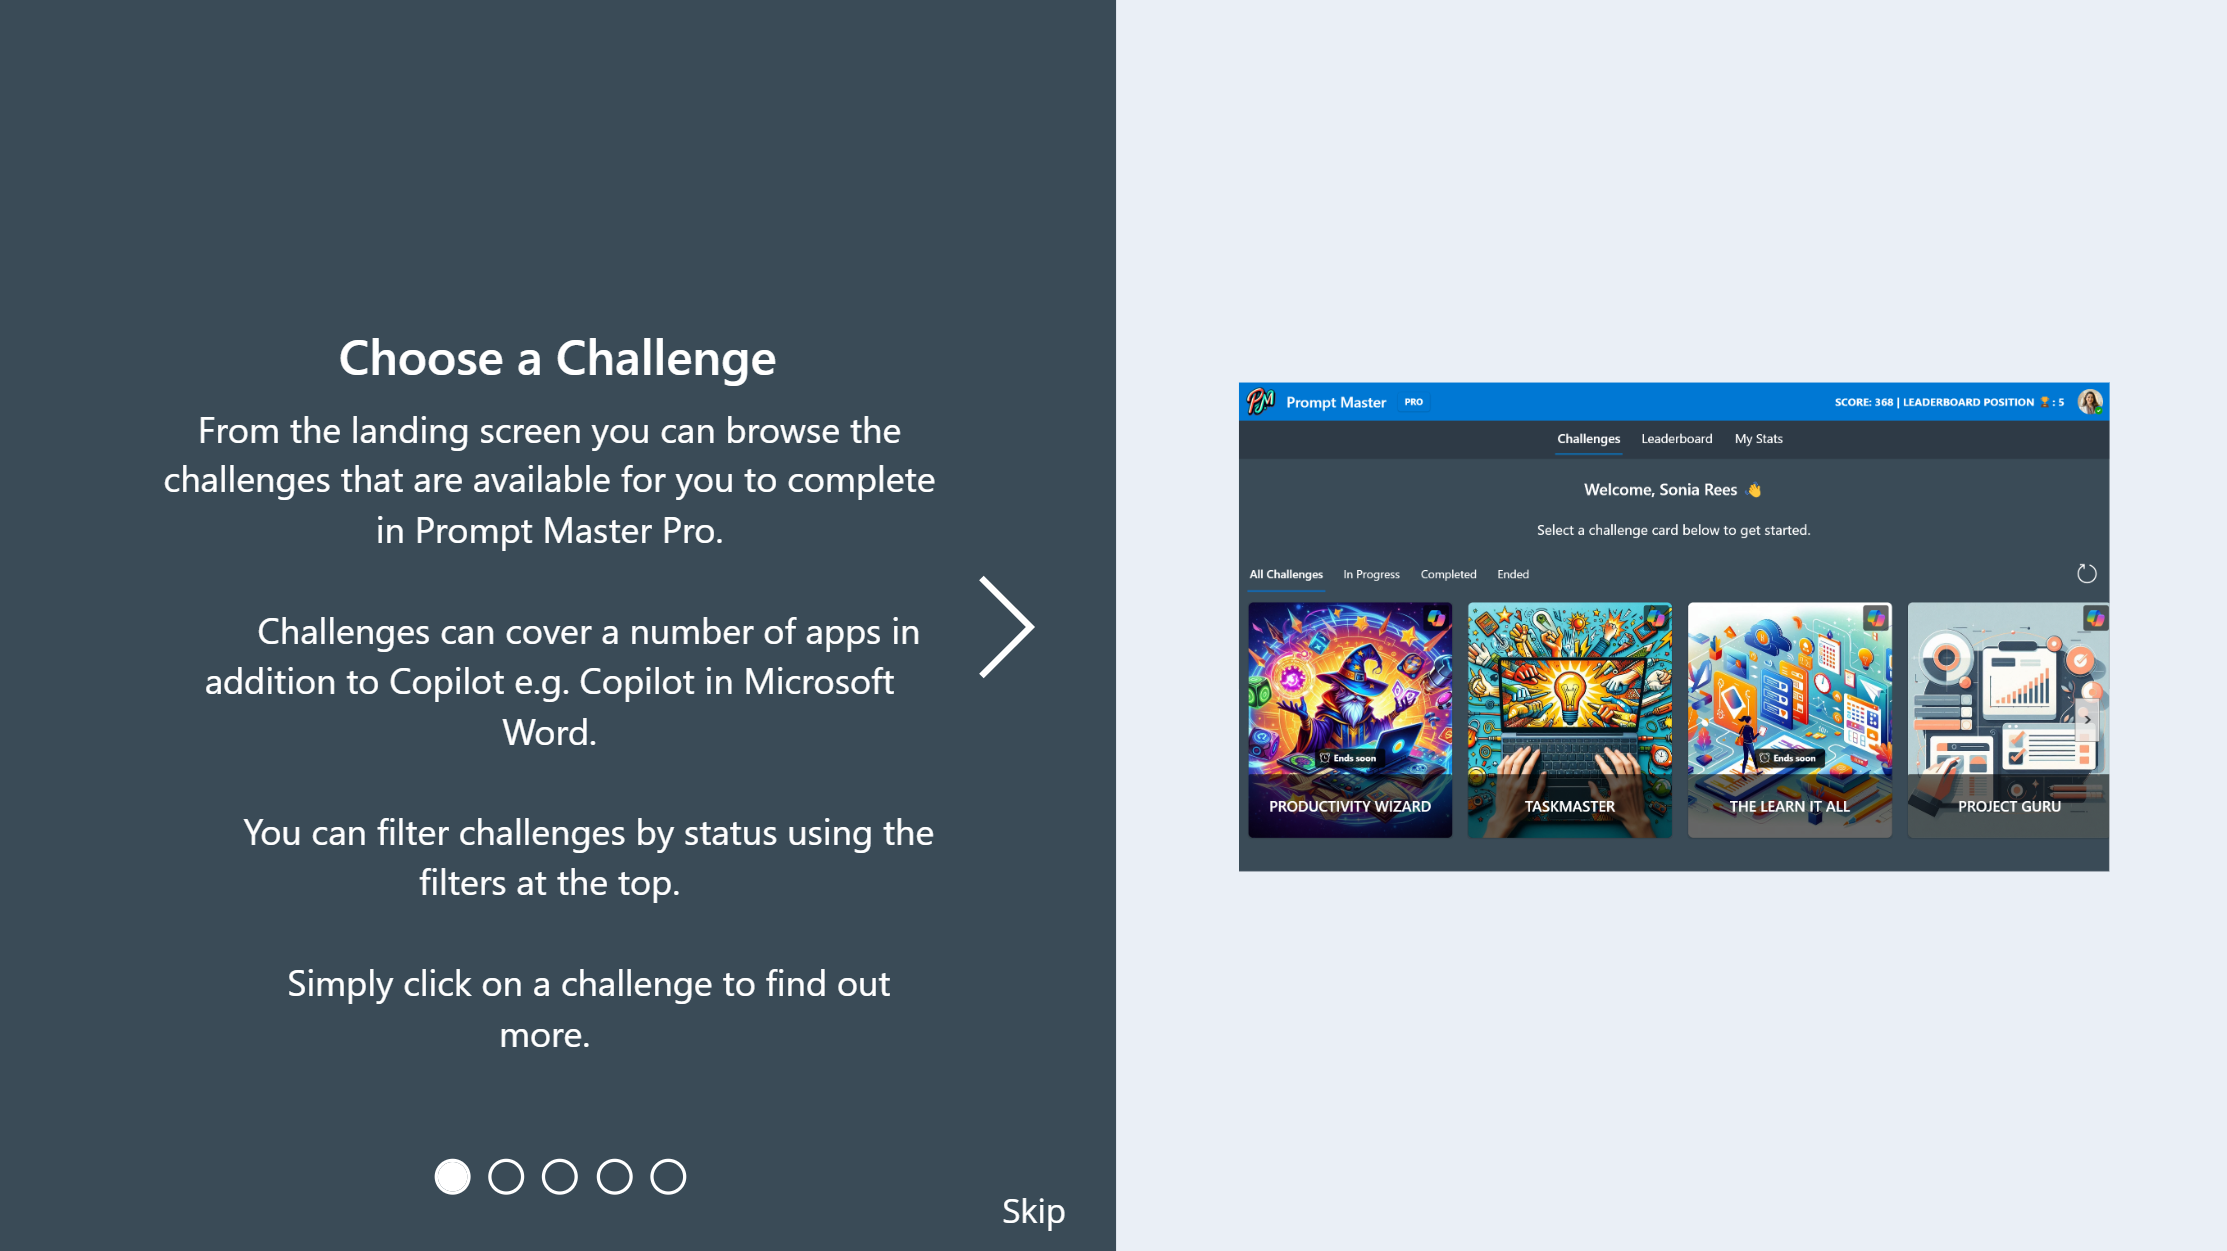 Choose a Challenge
From the landing screen you can browse the
challenges that are available for you to complete
in Prompt Master Pro.
Challenges can cover a number of apps in
addition to Copilot e.g. Copilot in Microsoft
Word.
You can filter challenges by status using the
filters at the top.
Simply click on a challenge to find out
more.
Skip
PM Prompt Master PRO
SCORE: 368 | LEADERBOARD POSITION 🏆 : 5
Challenges Leaderboard My Stats
Welcome, Sonia Rees 👋
Select a challenge card below to get started.
All Challenges In Progress Completed Ended
Ends soon
PRODUCTIVITY WIZARD
TASKMASTER
Ends soon
THE LEARN IT ALL
PROJECT GURU